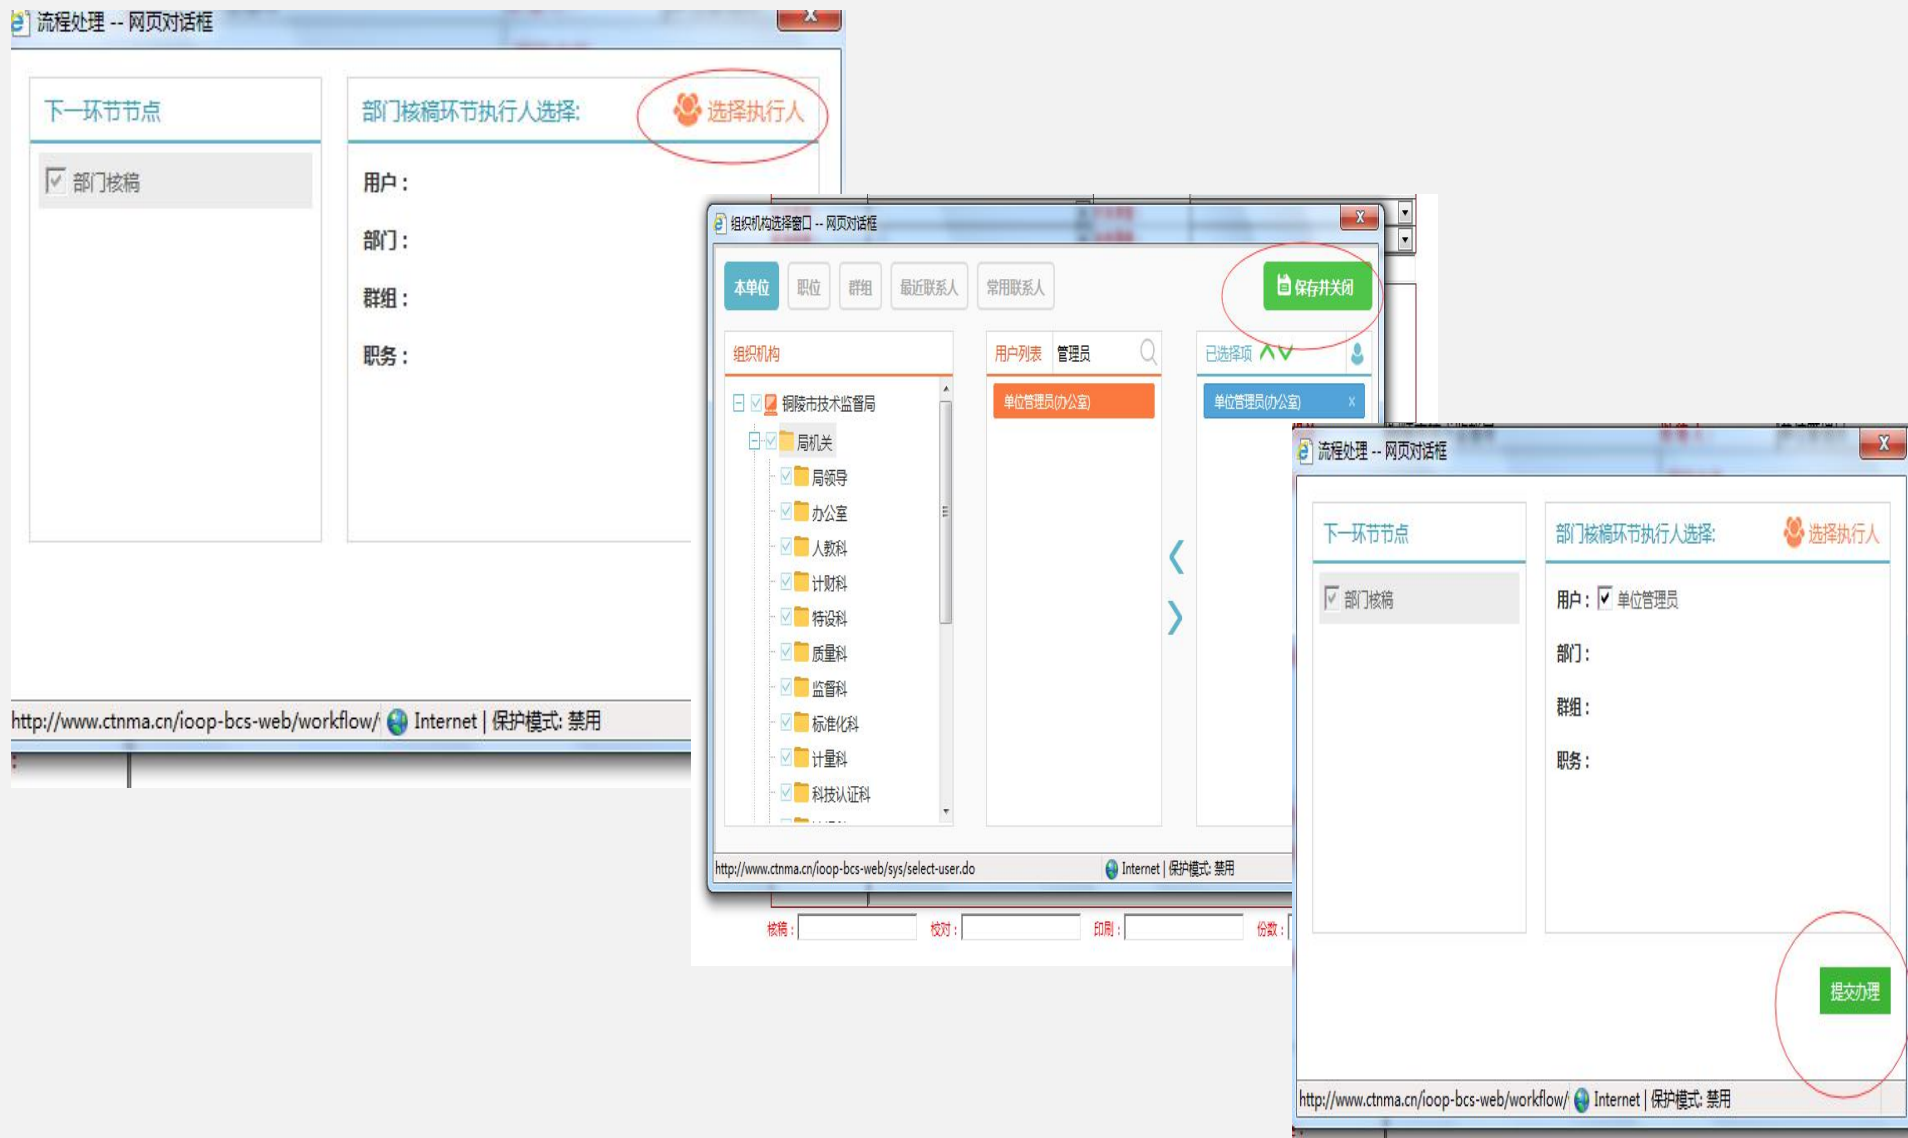 流程处理 -- 网页对话框
X
下一环节节点
部门核稿环节执行人选择:
选择执行人
部门核稿
用户：
部门：
群组：
职务：
http://www.ctnma.cn/ioop-bcs-web/workflow/
Internet | 保护模式: 禁用
组织机构选择窗口 -- 网页对话框
X
本单位
职位
群组
最近联系人
常用联系人
保存并关闭
组织机构
用户列表
管理员
已选择项
铜陵市技术监督局
单位管理员(办公室)
单位管理员(办公室) x
局机关
局领导
办公室
人教科
计财科
特设科
质量科
监督科
标准化科
计量科
科技认证科
http://www.ctnma.cn/ioop-bcs-web/sys/select-user.do
Internet | 保护模式: 禁用
核稿：
校对：
印刷：
份数：
流程处理 -- 网页对话框
X
下一环节节点
部门核稿环节执行人选择:
选择执行人
部门核稿
用户： 单位管理员
部门：
群组：
职务：
提交办理
http://www.ctnma.cn/ioop-bcs-web/workflow/
Internet | 保护模式: 禁用